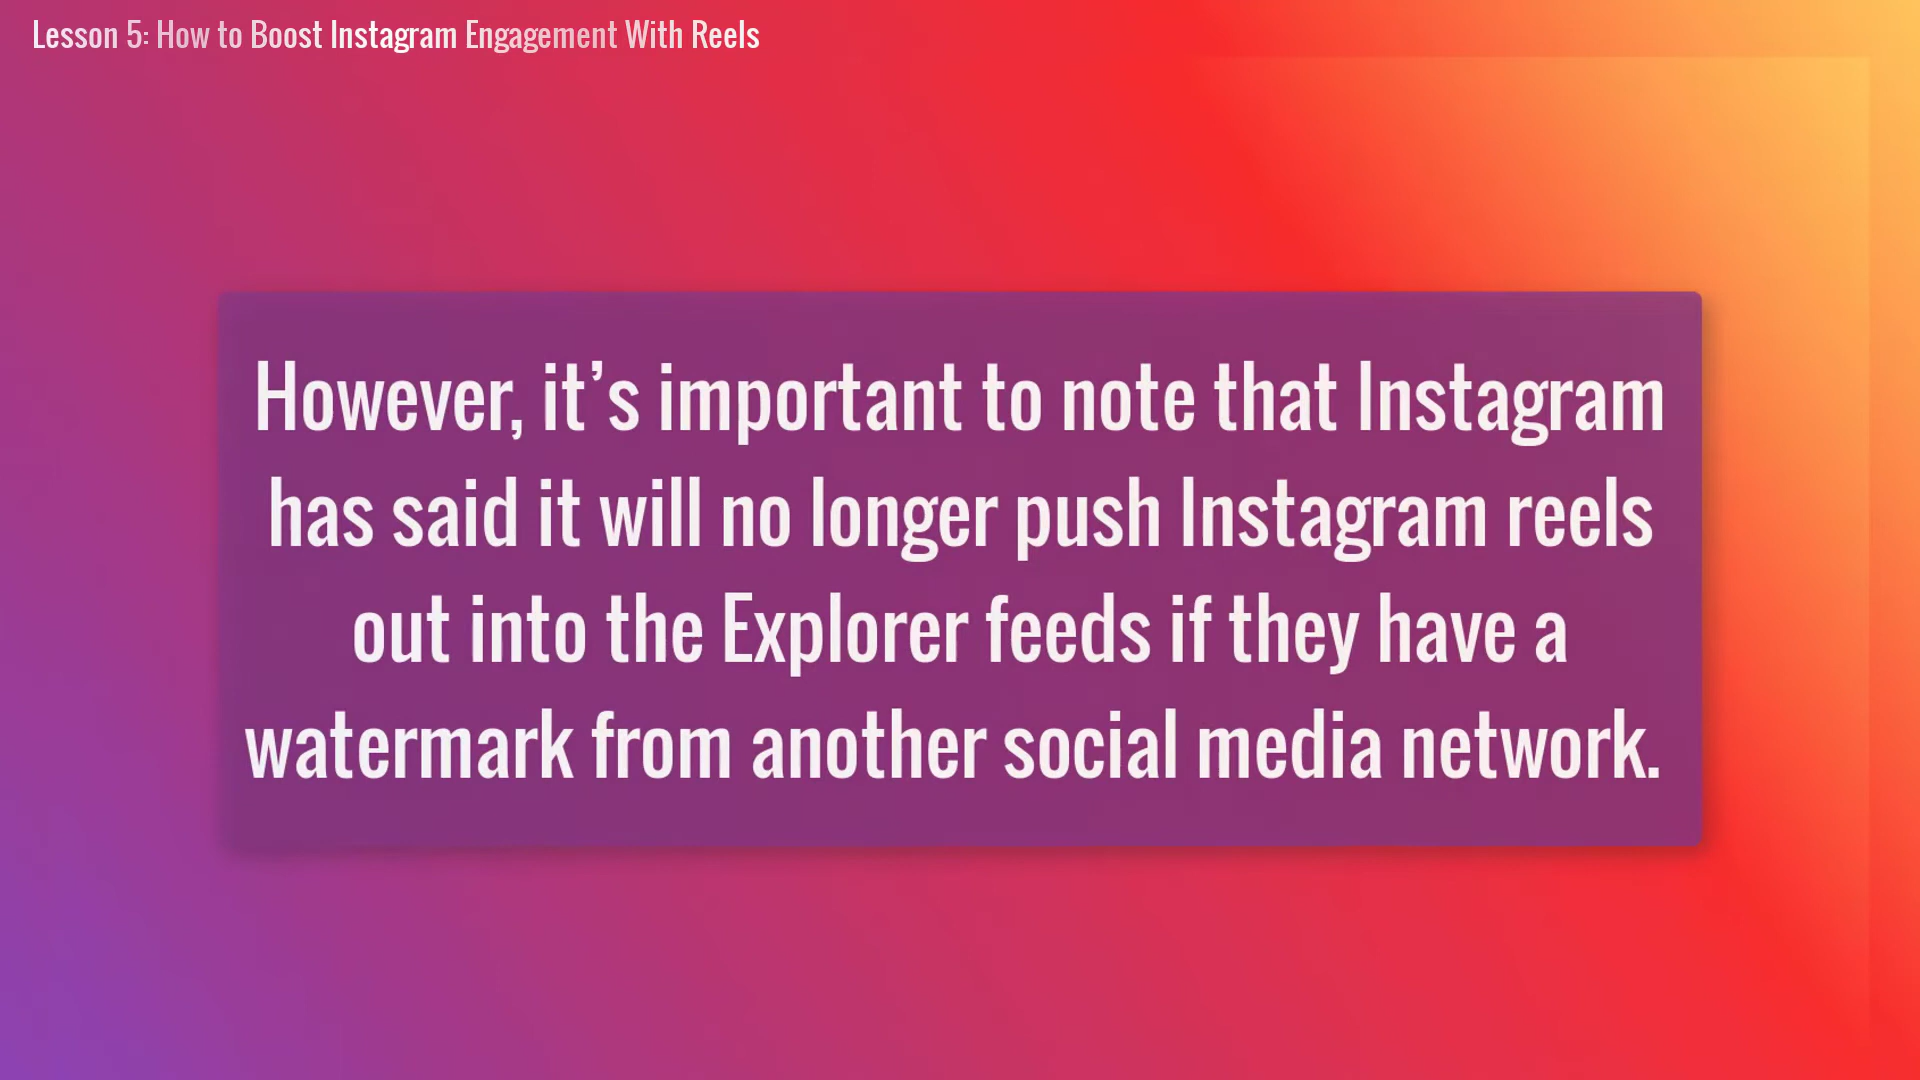 Lesson 5: How to Boost Instagram Engagement With Reels
However, it’s important to note that Instagram
has said it will no longer push Instagram reels
out into the Explorer feeds if they have a
watermark from another social media network.